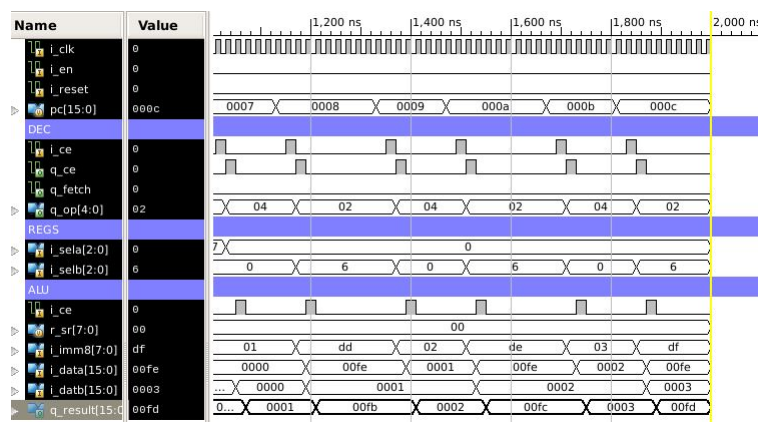 Name Value 1,200 ns 1,400 ns 1,600 ns 1,800 ns 2,000 ns
i_clk 0
i_en 0
i_reset 0
pc[15:0] 000c 0007 0008 0009 000a 000b 000c
DEC
i_ce 0
q_ce 0
q_fetch 0
q_op[4:0] 02 04 02 04 02 04 02
REGS
i_sela[2:0] 0 7 0
i_selb[2:0] 6 0 6 0 6 0 6
ALU
i_ce 0
r_sr[7:0] 00 00
i_imm8[7:0] df 01 dd 02 de 03 df
i_data[15:0] 00fe 0000 00fe 0001 00fe 0002 00fe
i_datb[15:0] 0003 ... 0000 0001 0002 0003
q_result[15:0 00fd 0... 0001 00fb 0002 00fc 0003 00fd